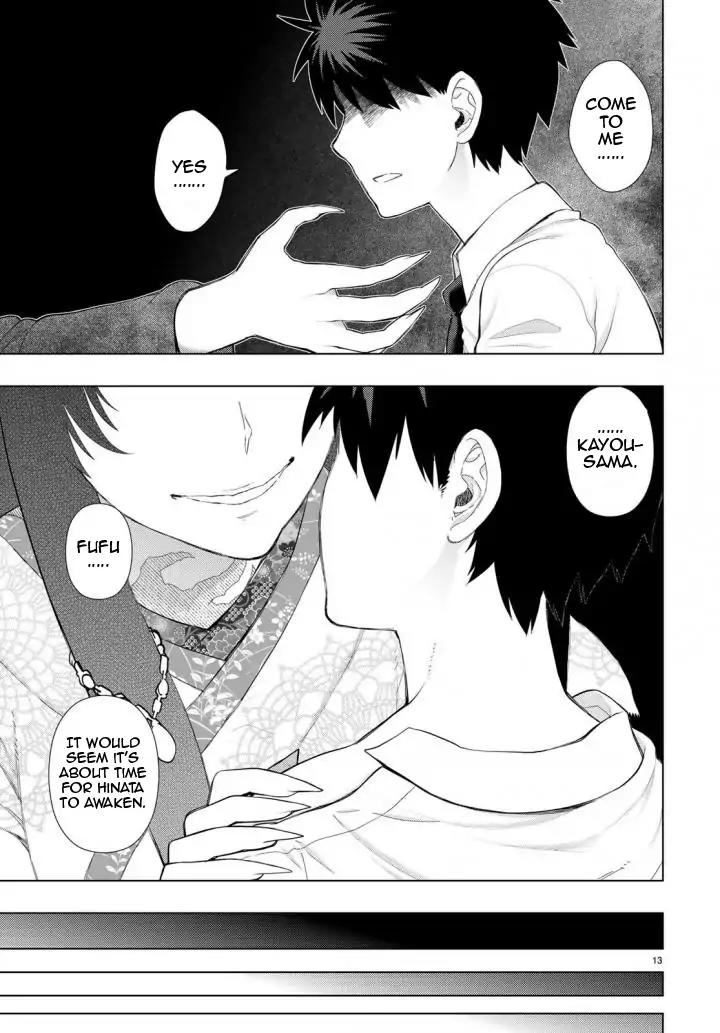 COME
TO
ME
......
YES
.......
......
KAYOU-
SAMA.
FUFU
.....
IT WOULD
SEEM IT'S
ABOUT TIME
FOR HINATA
TO AWAKEN.
13